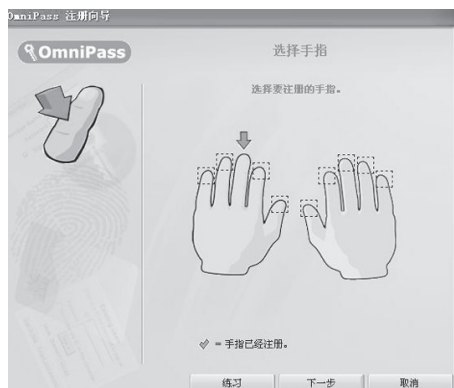 OmniPass 注册向导
OmniPass
选择手指
选择要注册的手指。
= 手指已经注册。
练习
下一步
取消